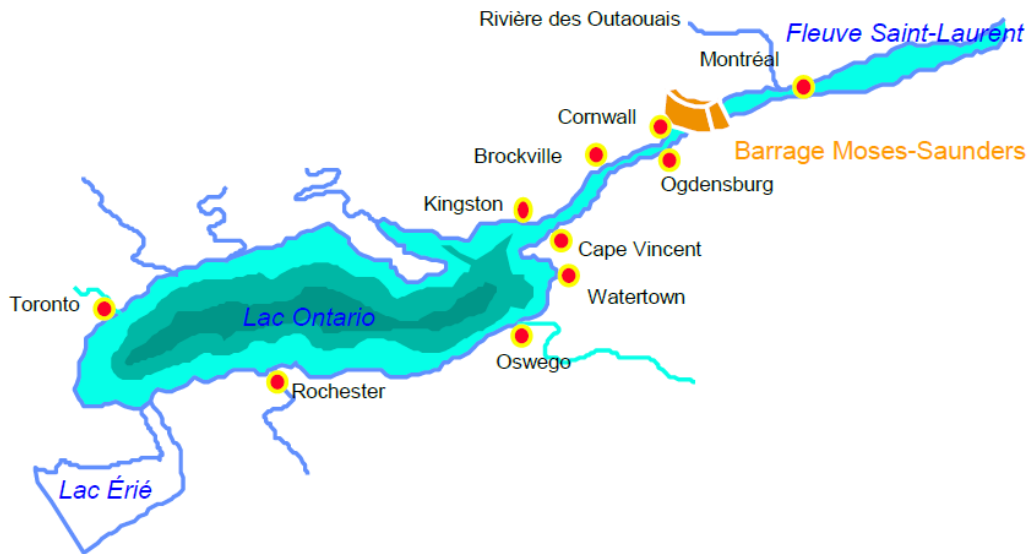 Rivière des Outaouais
Fleuve Saint-Laurent
Montréal
Cornwall
Barrage Moses-Saunders
Brockville
Ogdensburg
Kingston
Cape Vincent
Watertown
Toronto
Lac Ontario
Oswego
Rochester
Lac Érié